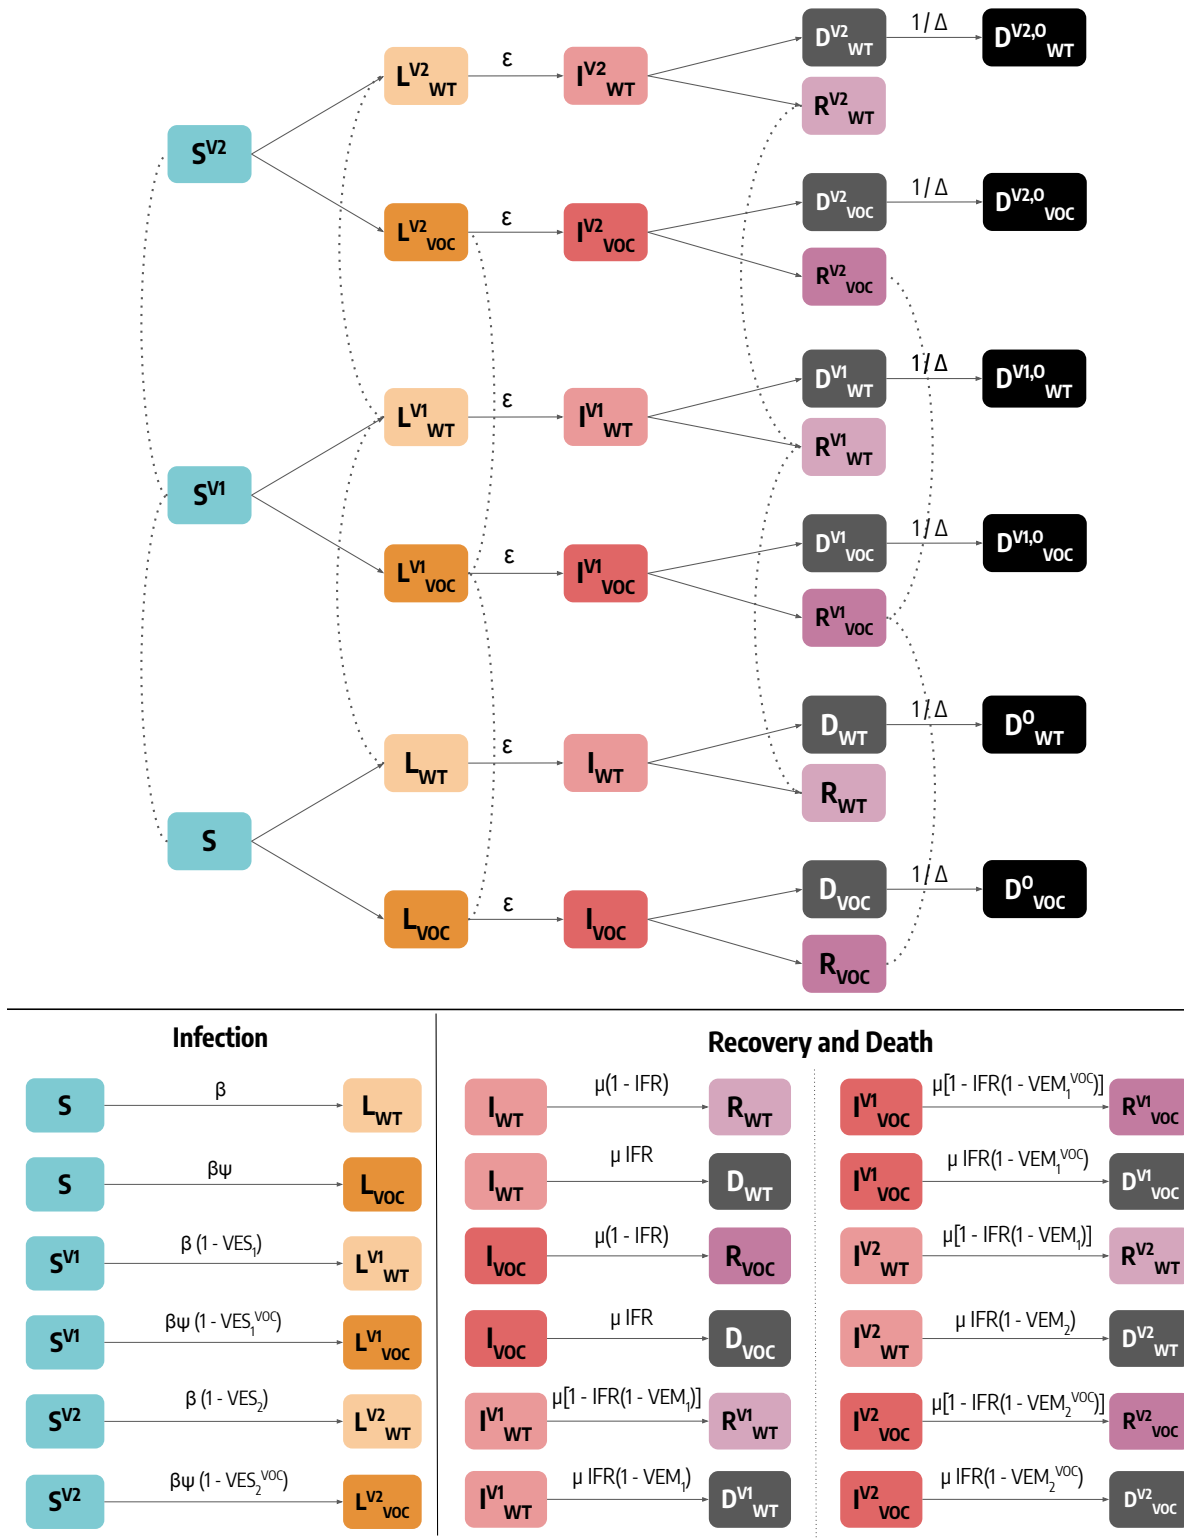 D^V2_WT 1/Δ D^V2,O_WT
L^V2_WT ε I^V2_WT
R^V2_WT
S^V2
D^V2_VOC 1/Δ D^V2,O_VOC
L^V2_VOC ε I^V2_VOC
R^V2_VOC
D^V1_WT 1/Δ D^V1,O_WT
L^V1_WT ε I^V1_WT
R^V1_WT
S^V1
D^V1_VOC 1/Δ D^V1,O_VOC
L^V1_VOC ε I^V1_VOC
R^V1_VOC
D_WT 1/Δ D^O_WT
L_WT ε I_WT
R_WT
S
D_VOC 1/Δ D^O_VOC
L_VOC ε I_VOC
R_VOC
Infection
S β L_WT
S βψ L_VOC
S^V1 β (1 - VES_1) L^V1_WT
S^V1 βψ (1 - VES_1^VOC) L^V1_VOC
S^V2 β (1 - VES_2) L^V2_WT
S^V2 βψ (1 - VES_2^VOC) L^V2_VOC
Recovery and Death
I_WT μ(1 - IFR) R_WT
I_WT μ IFR D_WT
I_VOC μ(1 - IFR) R_VOC
I_VOC μ IFR D_VOC
I^V1_WT μ[1 - IFR(1 - VEM_1)] R^V1_WT
I^V1_WT μ IFR(1 - VEM_1) D^V1_WT
I^V1_VOC μ[1 - IFR(1 - VEM_1^VOC)] R^V1_VOC
I^V1_VOC μ IFR(1 - VEM_1^VOC) D^V1_VOC
I^V2_WT μ[1 - IFR(1 - VEM_1)] R^V2_WT
I^V2_WT μ IFR(1 - VEM_2) D^V2_WT
I^V2_VOC μ[1 - IFR(1 - VEM_2^VOC)] R^V2_VOC
I^V2_VOC μ IFR(1 - VEM_2^VOC) D^V2_VOC